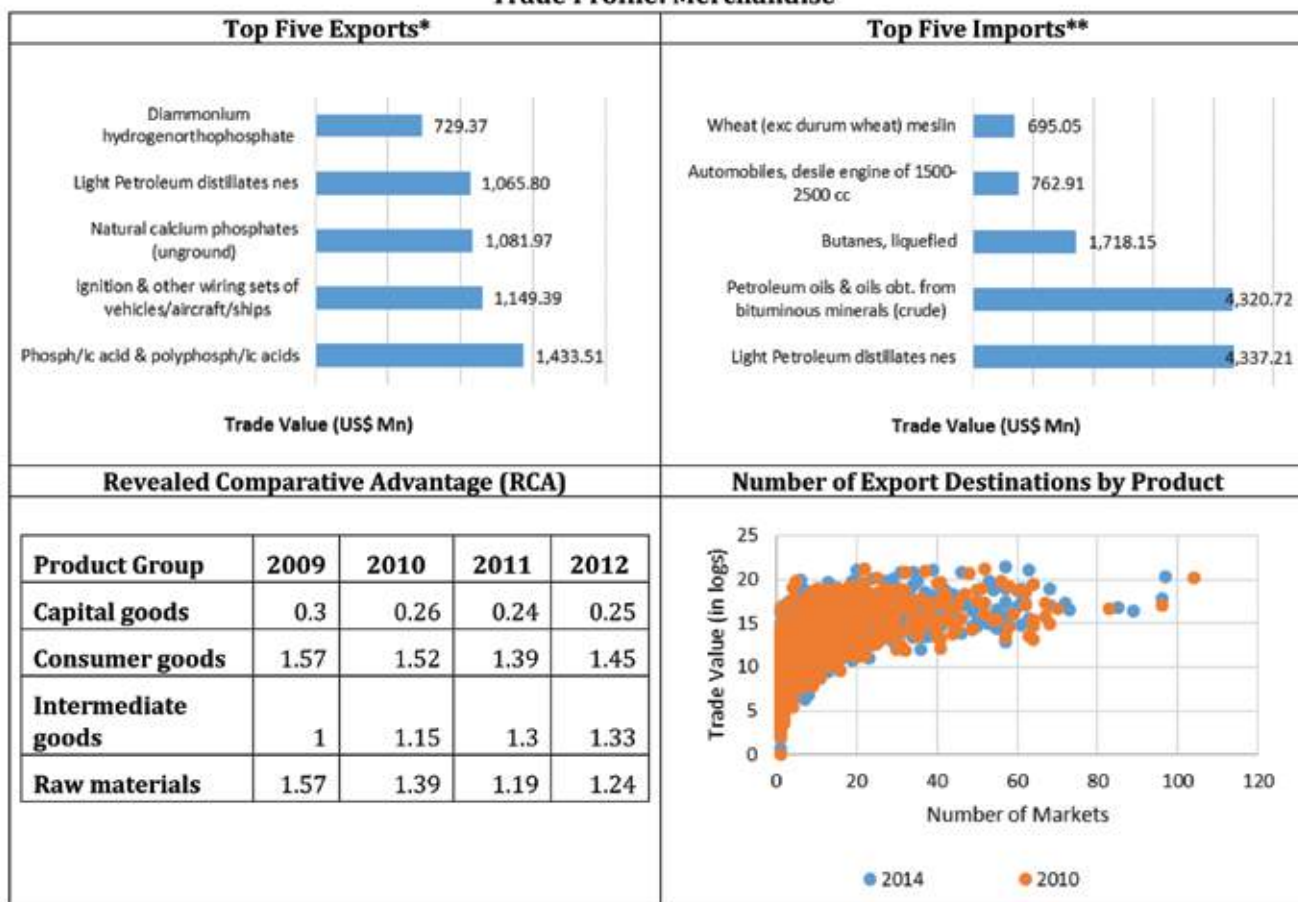 Trade Profile: Merchandise
Top Five Exports*
Diammonium
hydrogenorthophosphate
729.37
Light Petroleum distillates nes
1,065.80
Natural calcium phosphates
(unground)
1,081.97
Ignition & other wiring sets of
vehicles/aircraft/ships
1,149.39
Phosph/ic acid & polyphosph/ic acids
1,433.51
Trade Value (US$ Mn)
Top Five Imports**
Wheat (exc durum wheat) meslin
695.05
Automobiles, desile engine of 1500-
2500 cc
762.91
Butanes, liquefied
1,718.15
Petroleum oils & oils obt. from
bituminous minerals (crude)
4,320.72
Light Petroleum distillates nes
4,337.21
Trade Value (US$ Mn)
Revealed Comparative Advantage (RCA)
Product Group 2009 2010 2011 2012
Capital goods 0.3 0.26 0.24 0.25
Consumer goods 1.57 1.52 1.39 1.45
Intermediate
goods 1 1.15 1.3 1.33
Raw materials 1.57 1.39 1.19 1.24
Number of Export Destinations by Product
Trade Value (in logs)
25
20
15
10
5
0
0 20 40 60 80 100 120
Number of Markets
2014 2010